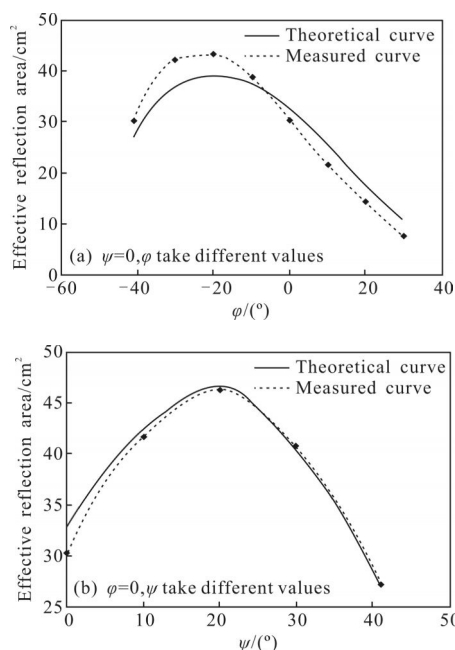 Effective reflection area/cm²
50
40
30
20
10
0
Theoretical curve
Measured curve
(a) ψ=0,φ take different values
−60
−40
−20
0
20
40
φ/(º)
Effective reflection area/cm²
50
45
40
35
30
25
Theoretical curve
Measured curve
(b) φ=0,ψ take different values
0
10
20
30
40
50
ψ/(º)